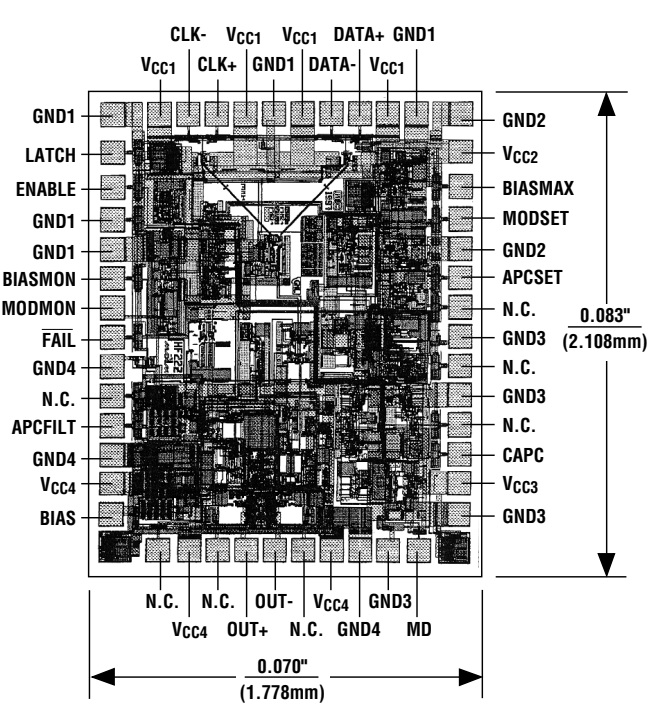 CLK- VCC1 VCC1 DATA+ GND1
VCC1 CLK+ GND1 DATA- VCC1
GND1
LATCH
ENABLE
GND1
GND1
BIASMON
MODMON
FAIL
GND4
N.C.
APCFILT
GND4
VCC4
BIAS
GND2
VCC2
BIASMAX
MODSET
GND2
APCSET
N.C.
GND3
N.C.
GND3
N.C.
CAPC
VCC3
GND3
0.083"
(2.108mm)
HF222
1997
N.C. N.C. OUT- VCC4 GND3
VCC4 OUT+ N.C. GND4 MD
0.070"
(1.778mm)